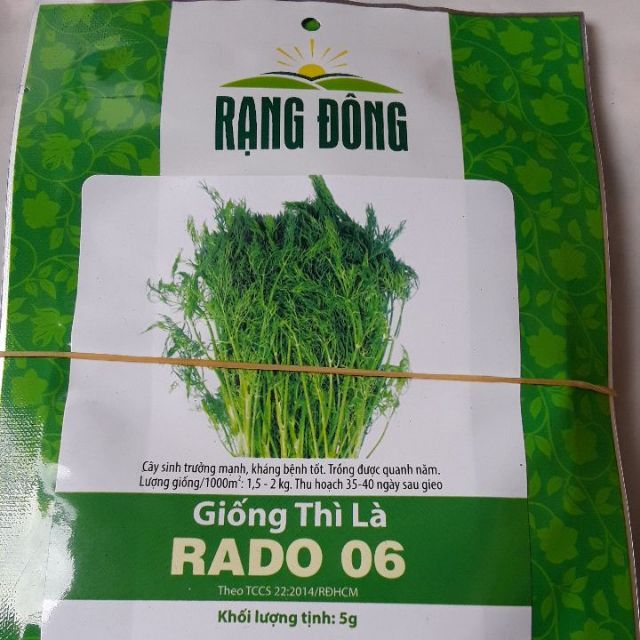 RẠNG ĐÔNG
Cây sinh trưởng mạnh, kháng bệnh tốt. Trồng được quanh năm.
Lượng giống/1000m²: 1,5 - 2 kg. Thu hoạch 35-40 ngày sau gieo
Giống Thì Là
RADO 06
Theo TCCS 22:2014/RĐHCM
Khối lượng tịnh: 5g